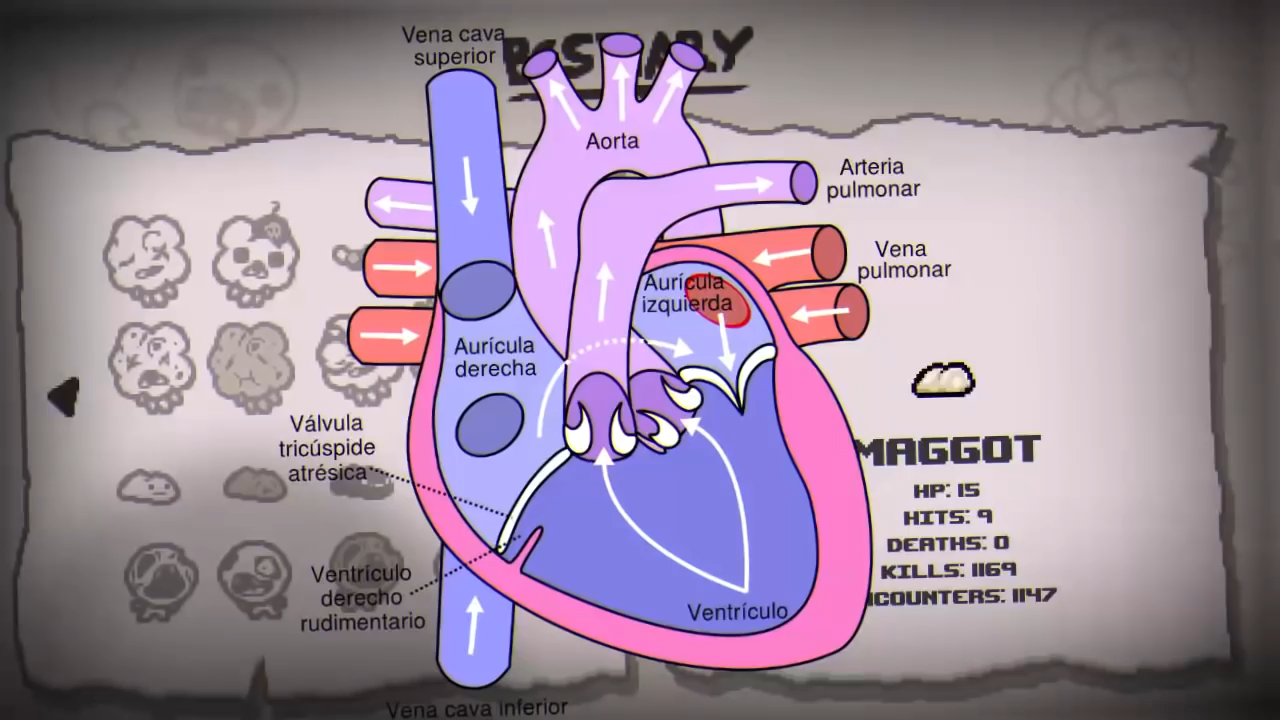 Vena cava
superior
BESTIARY
Aorta
Arteria
pulmonar
Vena
pulmonar
Aurícula
izquierda
Aurícula
derecha
Válvula
tricúspide
atrésica
MAGGOT
HP: 15
HITS: 9
DEATHS: 0
KILLS: 1169
COUNTERS: 1147
Ventrículo
derecho
rudimentario
Ventrículo
Vena cava inferior